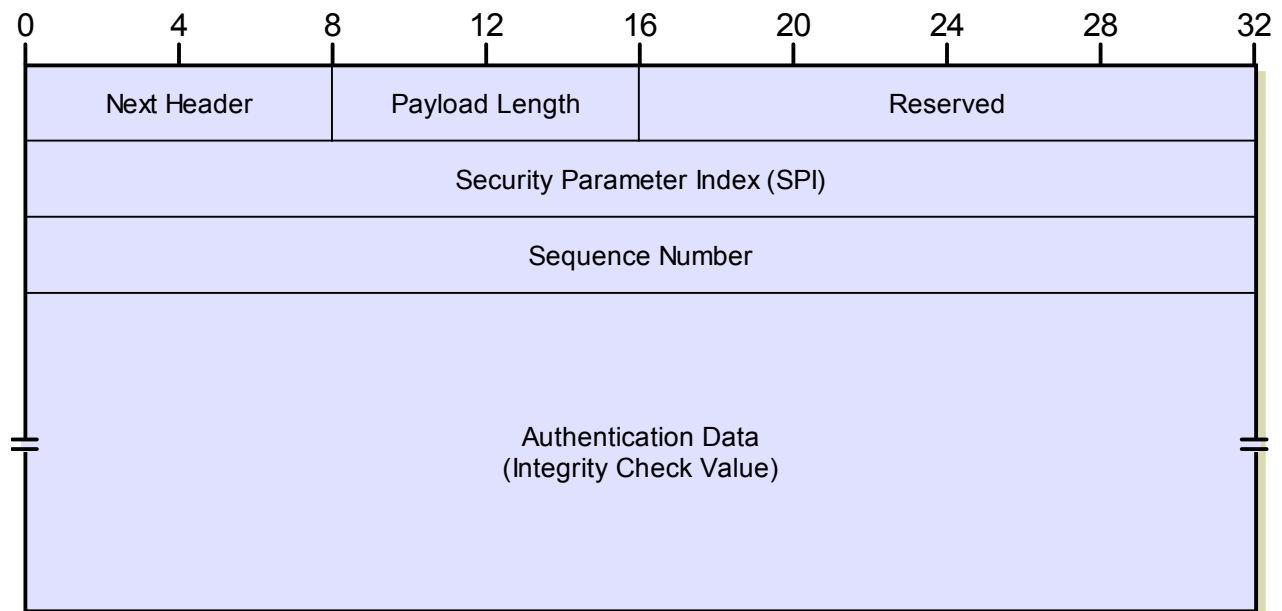 0 4 8 12 16 20 24 28 32
Next Header Payload Length Reserved
Security Parameter Index (SPI)
Sequence Number
Authentication Data
(Integrity Check Value)